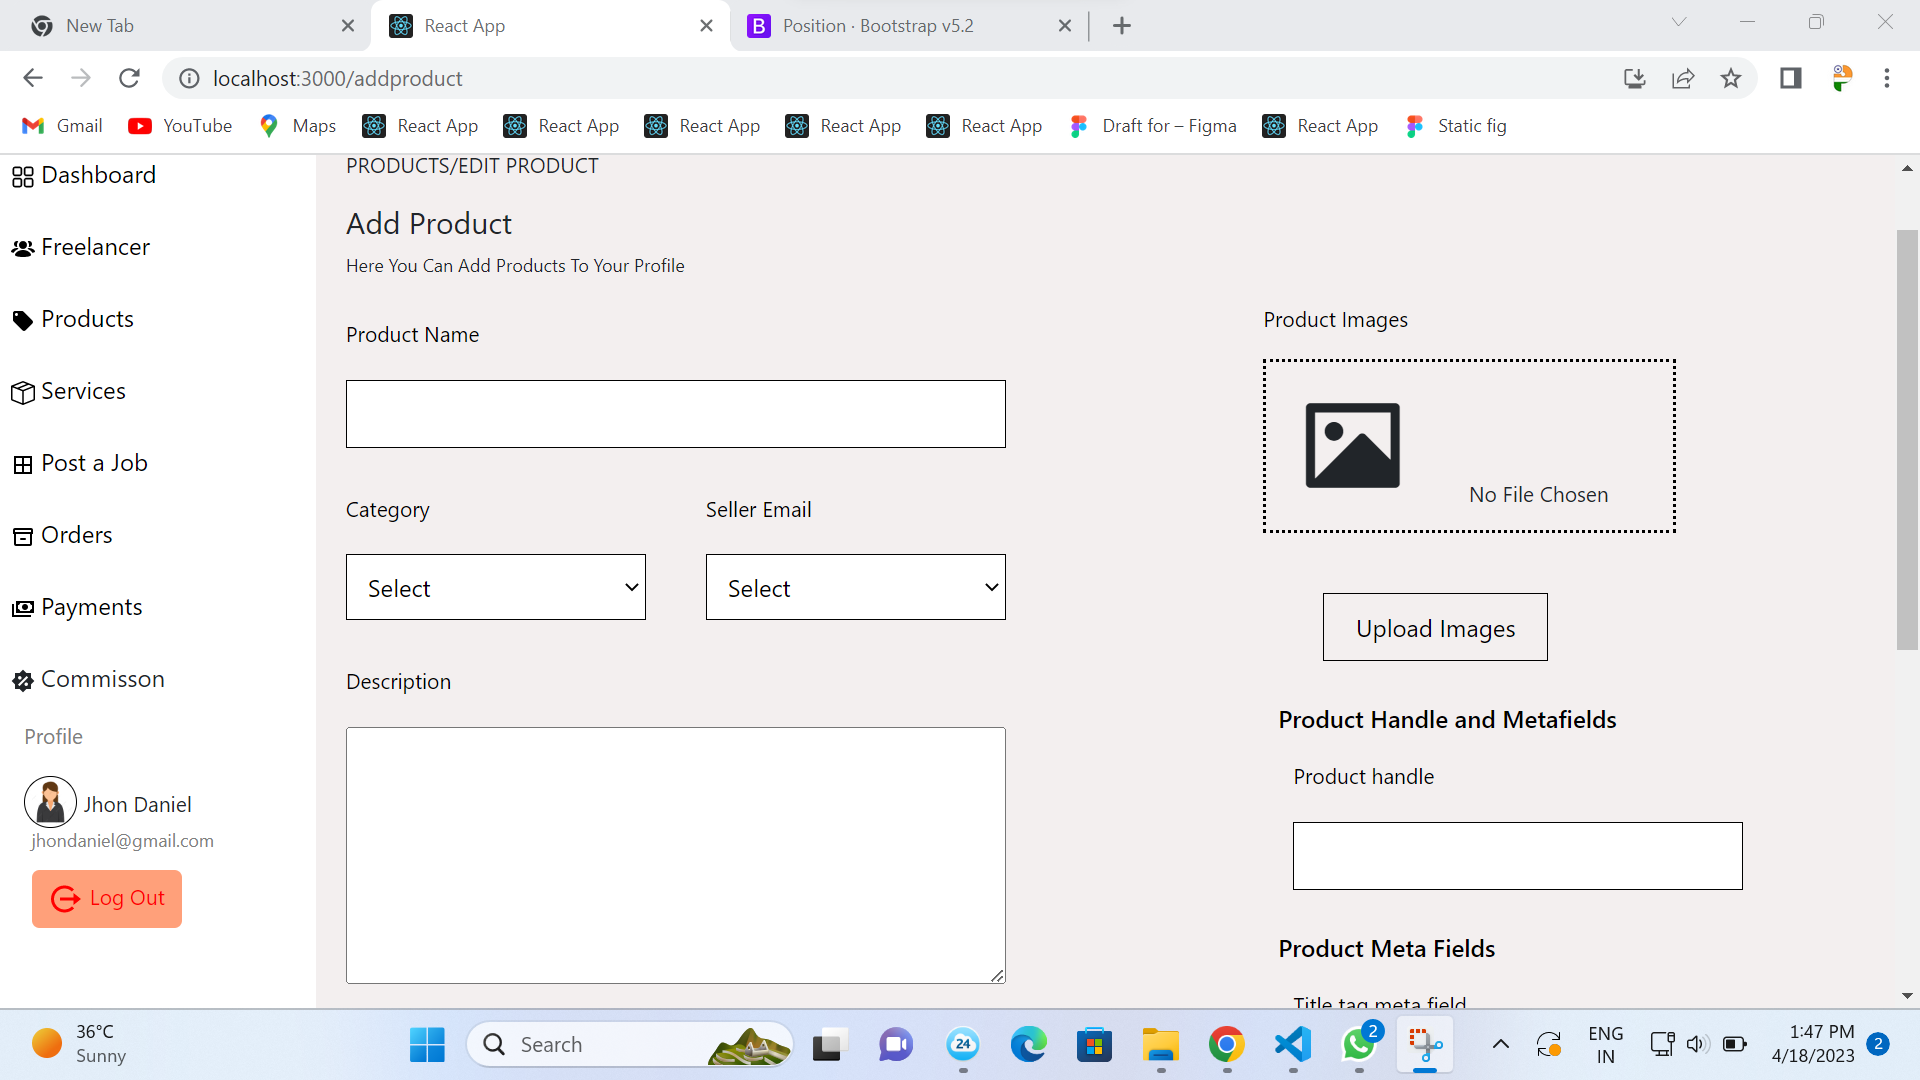 New Tab
React App
Position · Bootstrap v5.2
localhost:3000/addproduct
Gmail
YouTube
Maps
React App
React App
React App
React App
React App
Draft for – Figma
React App
Static fig
Dashboard
Freelancer
Products
Services
Post a Job
Orders
Payments
Commisson
Profile
Jhon Daniel
jhondaniel@gmail.com
Log Out
PRODUCTS/EDIT PRODUCT
Add Product
Here You Can Add Products To Your Profile
Product Name
Category
Seller Email
Select
Select
Description
Product Images
No File Chosen
Upload Images
Product Handle and Metafields
Product handle
Product Meta Fields
Title tag meta field
36°C
Sunny
Search
24
2
ENG
IN
1:47 PM
4/18/2023
2